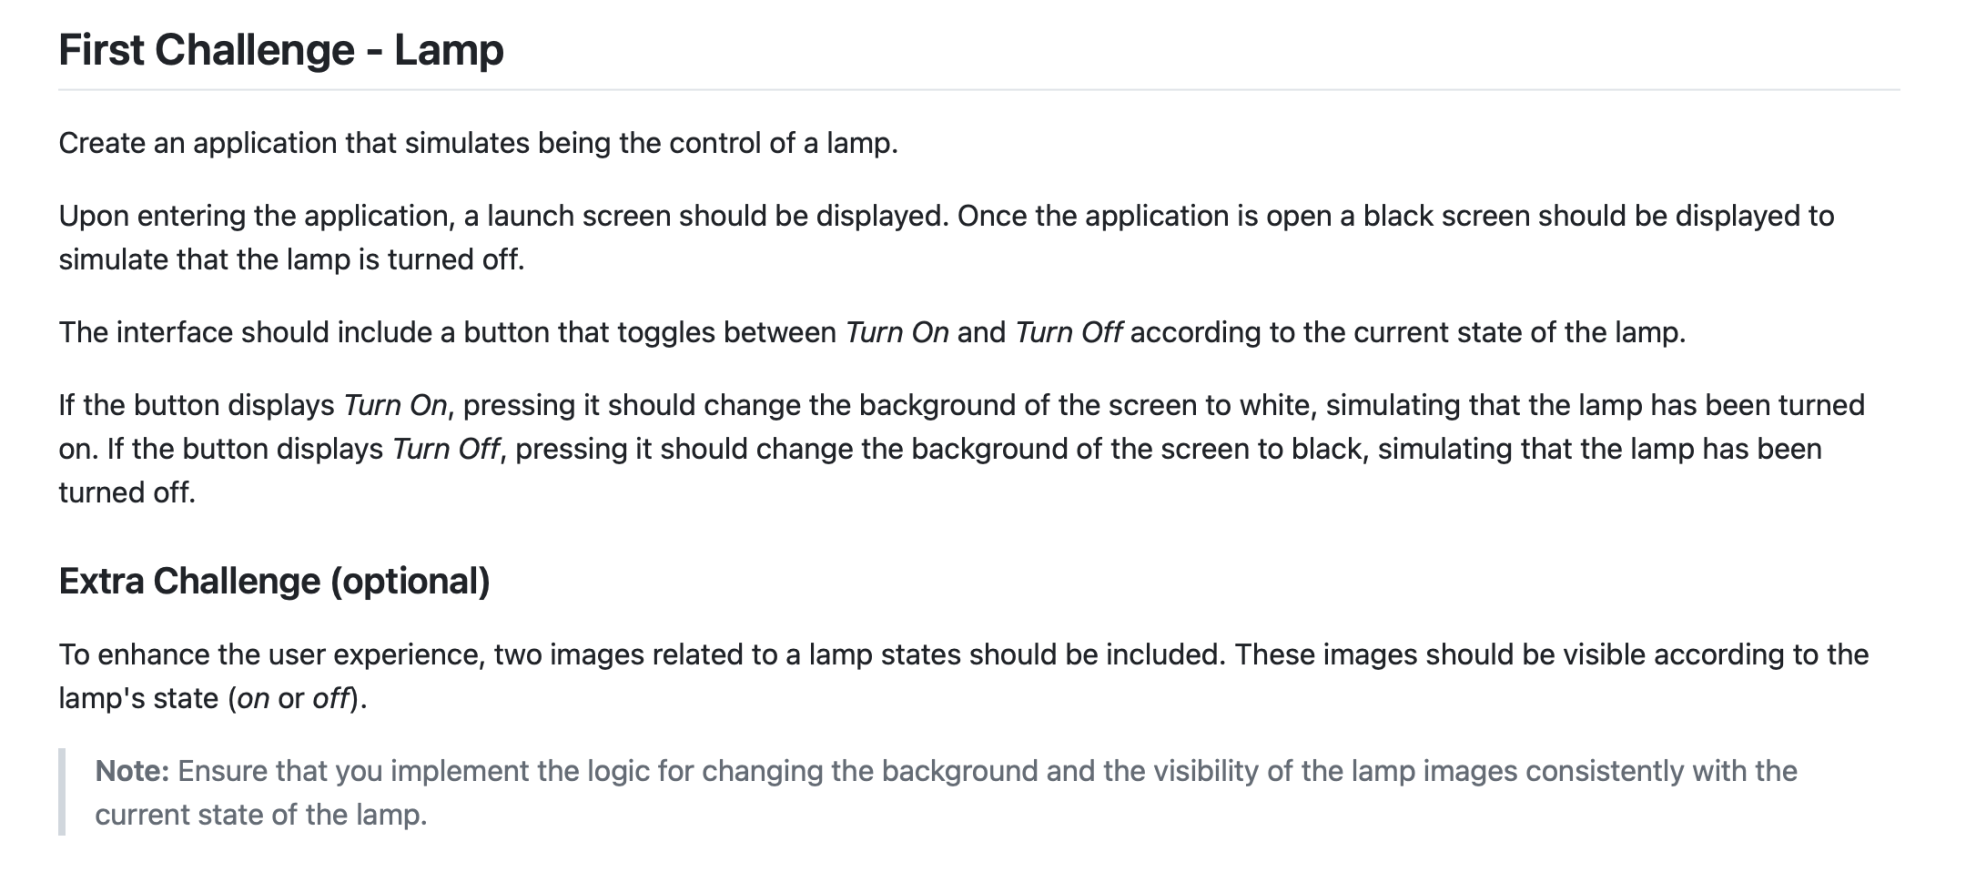 First Challenge - Lamp
Create an application that simulates being the control of a lamp.
Upon entering the application, a launch screen should be displayed. Once the application is open a black screen should be displayed to
simulate that the lamp is turned off.
The interface should include a button that toggles between Turn On and Turn Off according to the current state of the lamp.
If the button displays Turn On, pressing it should change the background of the screen to white, simulating that the lamp has been turned
on. If the button displays Turn Off, pressing it should change the background of the screen to black, simulating that the lamp has been
turned off.
Extra Challenge (optional)
To enhance the user experience, two images related to a lamp states should be included. These images should be visible according to the
lamp's state (on or off).
Note: Ensure that you implement the logic for changing the background and the visibility of the lamp images consistently with the
current state of the lamp.